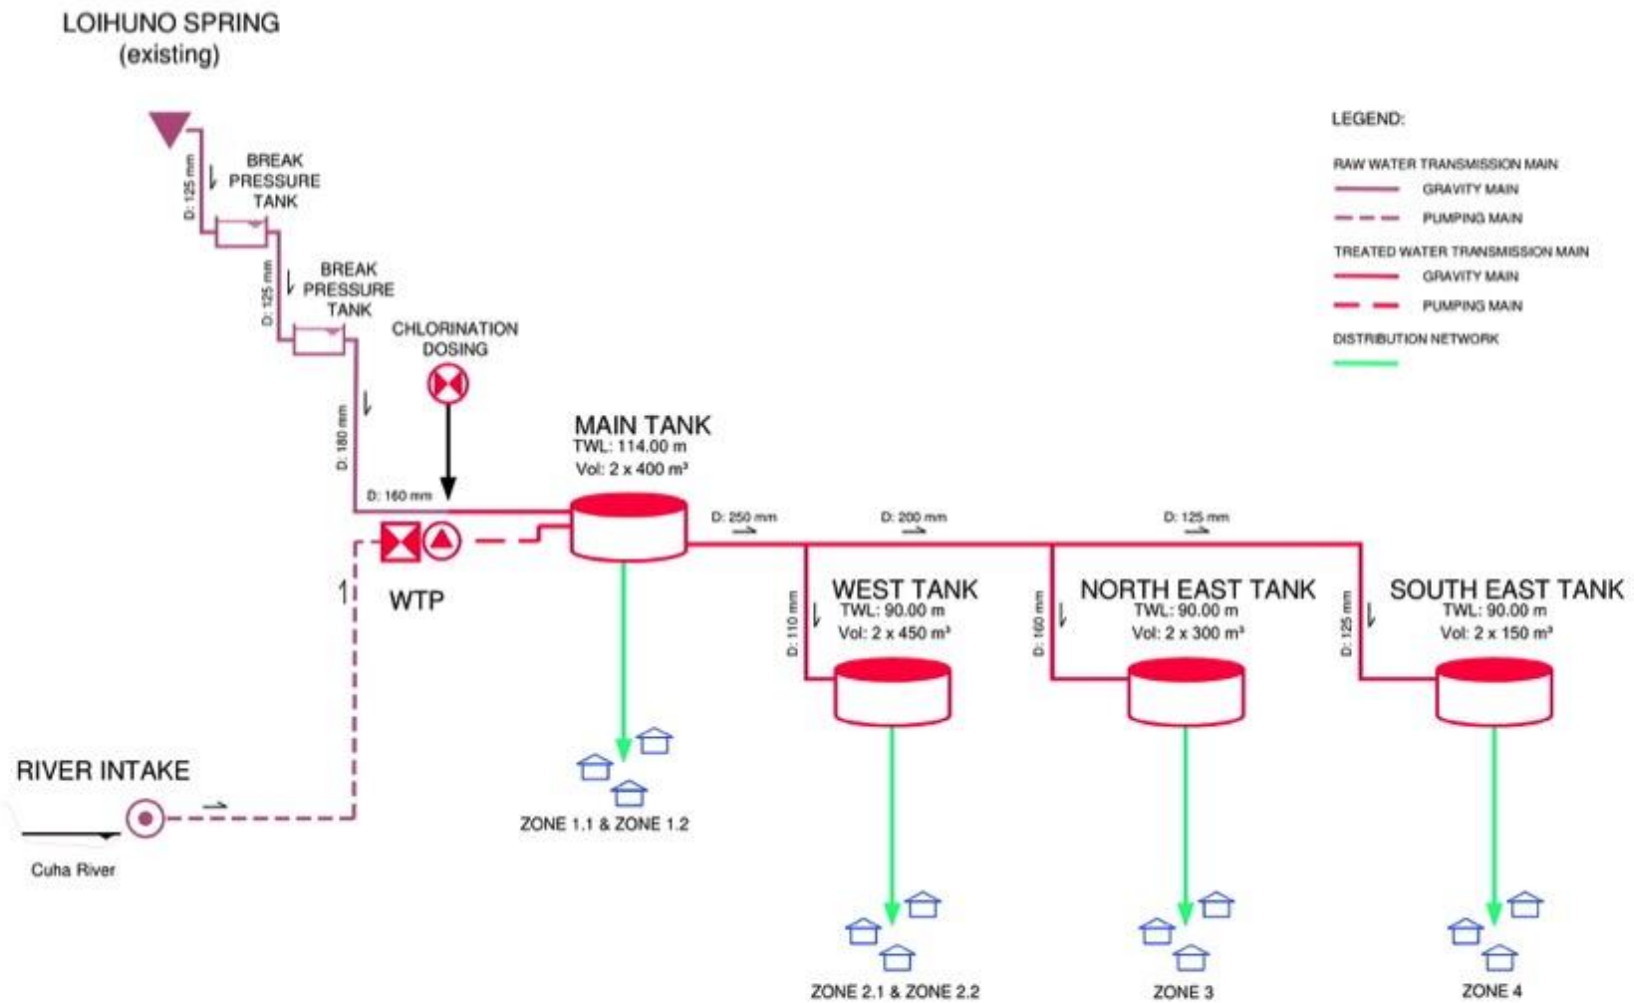 LOIHUNO SPRING
(existing)
D: 125 mm
BREAK
PRESSURE
TANK
D: 125 mm
BREAK
PRESSURE
TANK
D: 180 mm
CHLORINATION
DOSING
D: 160 mm
WTP
MAIN TANK
TWL: 114.00 m
Vol: 2 x 400 m³
D: 250 mm
D: 200 mm
D: 125 mm
D: 110 mm
WEST TANK
TWL: 90.00 m
Vol: 2 x 450 m³
D: 160 mm
NORTH EAST TANK
TWL: 90.00 m
Vol: 2 x 300 m³
D: 125 mm
SOUTH EAST TANK
TWL: 90.00 m
Vol: 2 x 150 m³
RIVER INTAKE
Cuha River
ZONE 1.1 & ZONE 1.2
ZONE 2.1 & ZONE 2.2
ZONE 3
ZONE 4
LEGEND:
RAW WATER TRANSMISSION MAIN
GRAVITY MAIN
PUMPING MAIN
TREATED WATER TRANSMISSION MAIN
GRAVITY MAIN
PUMPING MAIN
DISTRIBUTION NETWORK